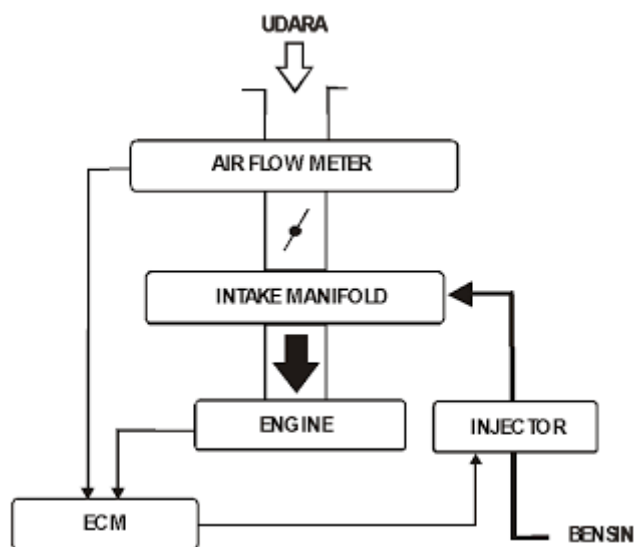 UDARA
AIR FLOW METER
INTAKE MANIFOLD
ENGINE
INJECTOR
ECM
BENSIN